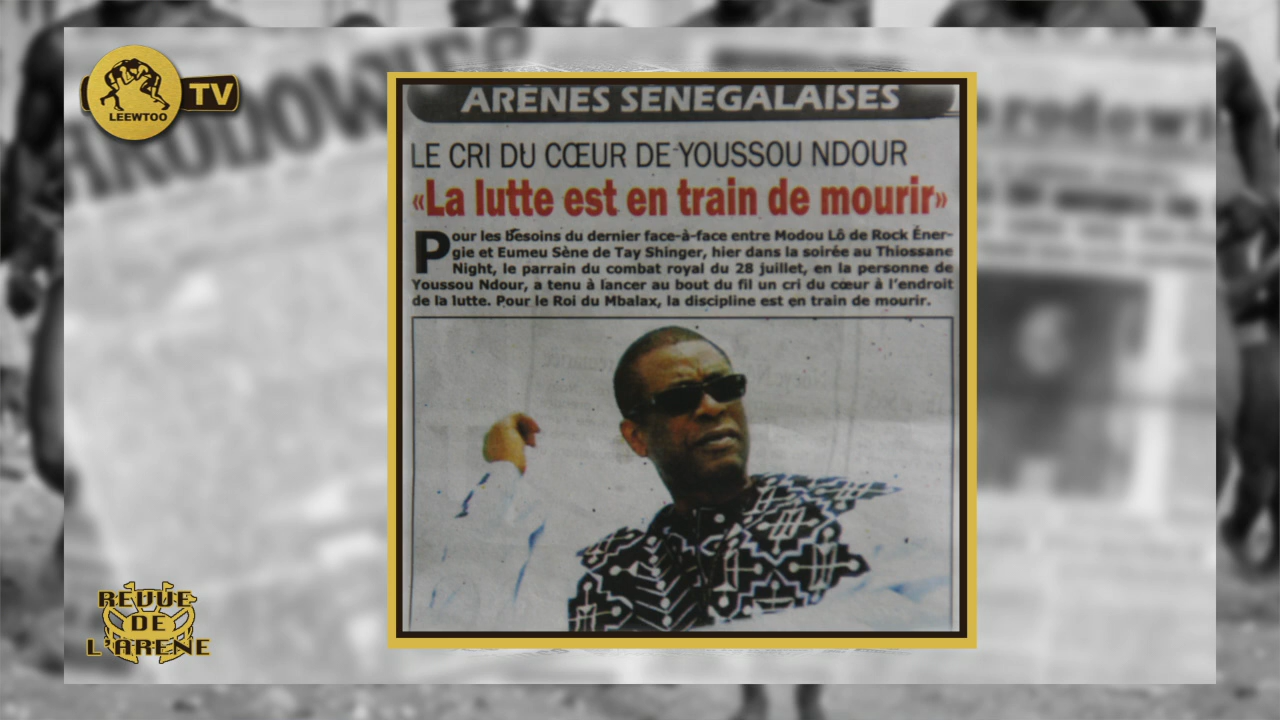 LEEWTOO
TV
ARÈNES SÉNÉGALAISES
LE CRI DU CŒUR DE YOUSSOU NDOUR
«La lutte est en train de mourir»
Pour les besoins du dernier face-à-face entre Modou Lô de Rock Éner-
gie et Eumeu Sène de Tay Shinger, hier dans la soirée au Thiossane
Night, le parrain du combat royal du 28 juillet, en la personne de
Youssou Ndour, a tenu à lancer au bout du fil un cri du cœur à l'endroit
de la lutte. Pour le Roi du Mbalax, la discipline est en train de mourir.
REVUE
DE
L'ARENE